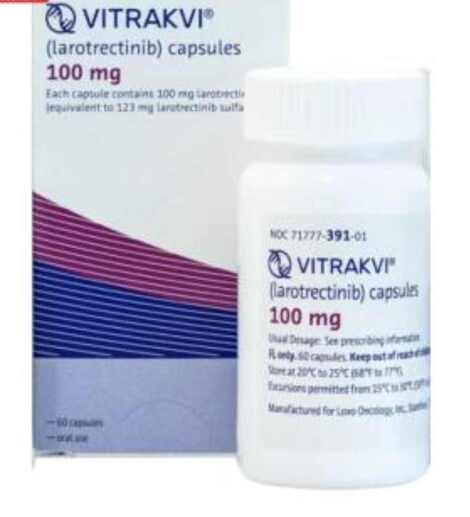 VITRAKVI®
(larotrectinib) capsules
100 mg
Each capsule contains 100 mg
(equivalent to 123 mg larotrectinib
60 capsules
oral use
NDC 71777-391-01
VITRAKVI®
(larotrectinib) capsules
100 mg
Usual Dosage: See prescribing information
Rx only. 60 capsules. Keep out of reach of
Store at 20°C to 25°C (68°F to 77°F)
Excursions permitted from 15°C to 30°C
Manufactured for Loxo Oncology, Inc.